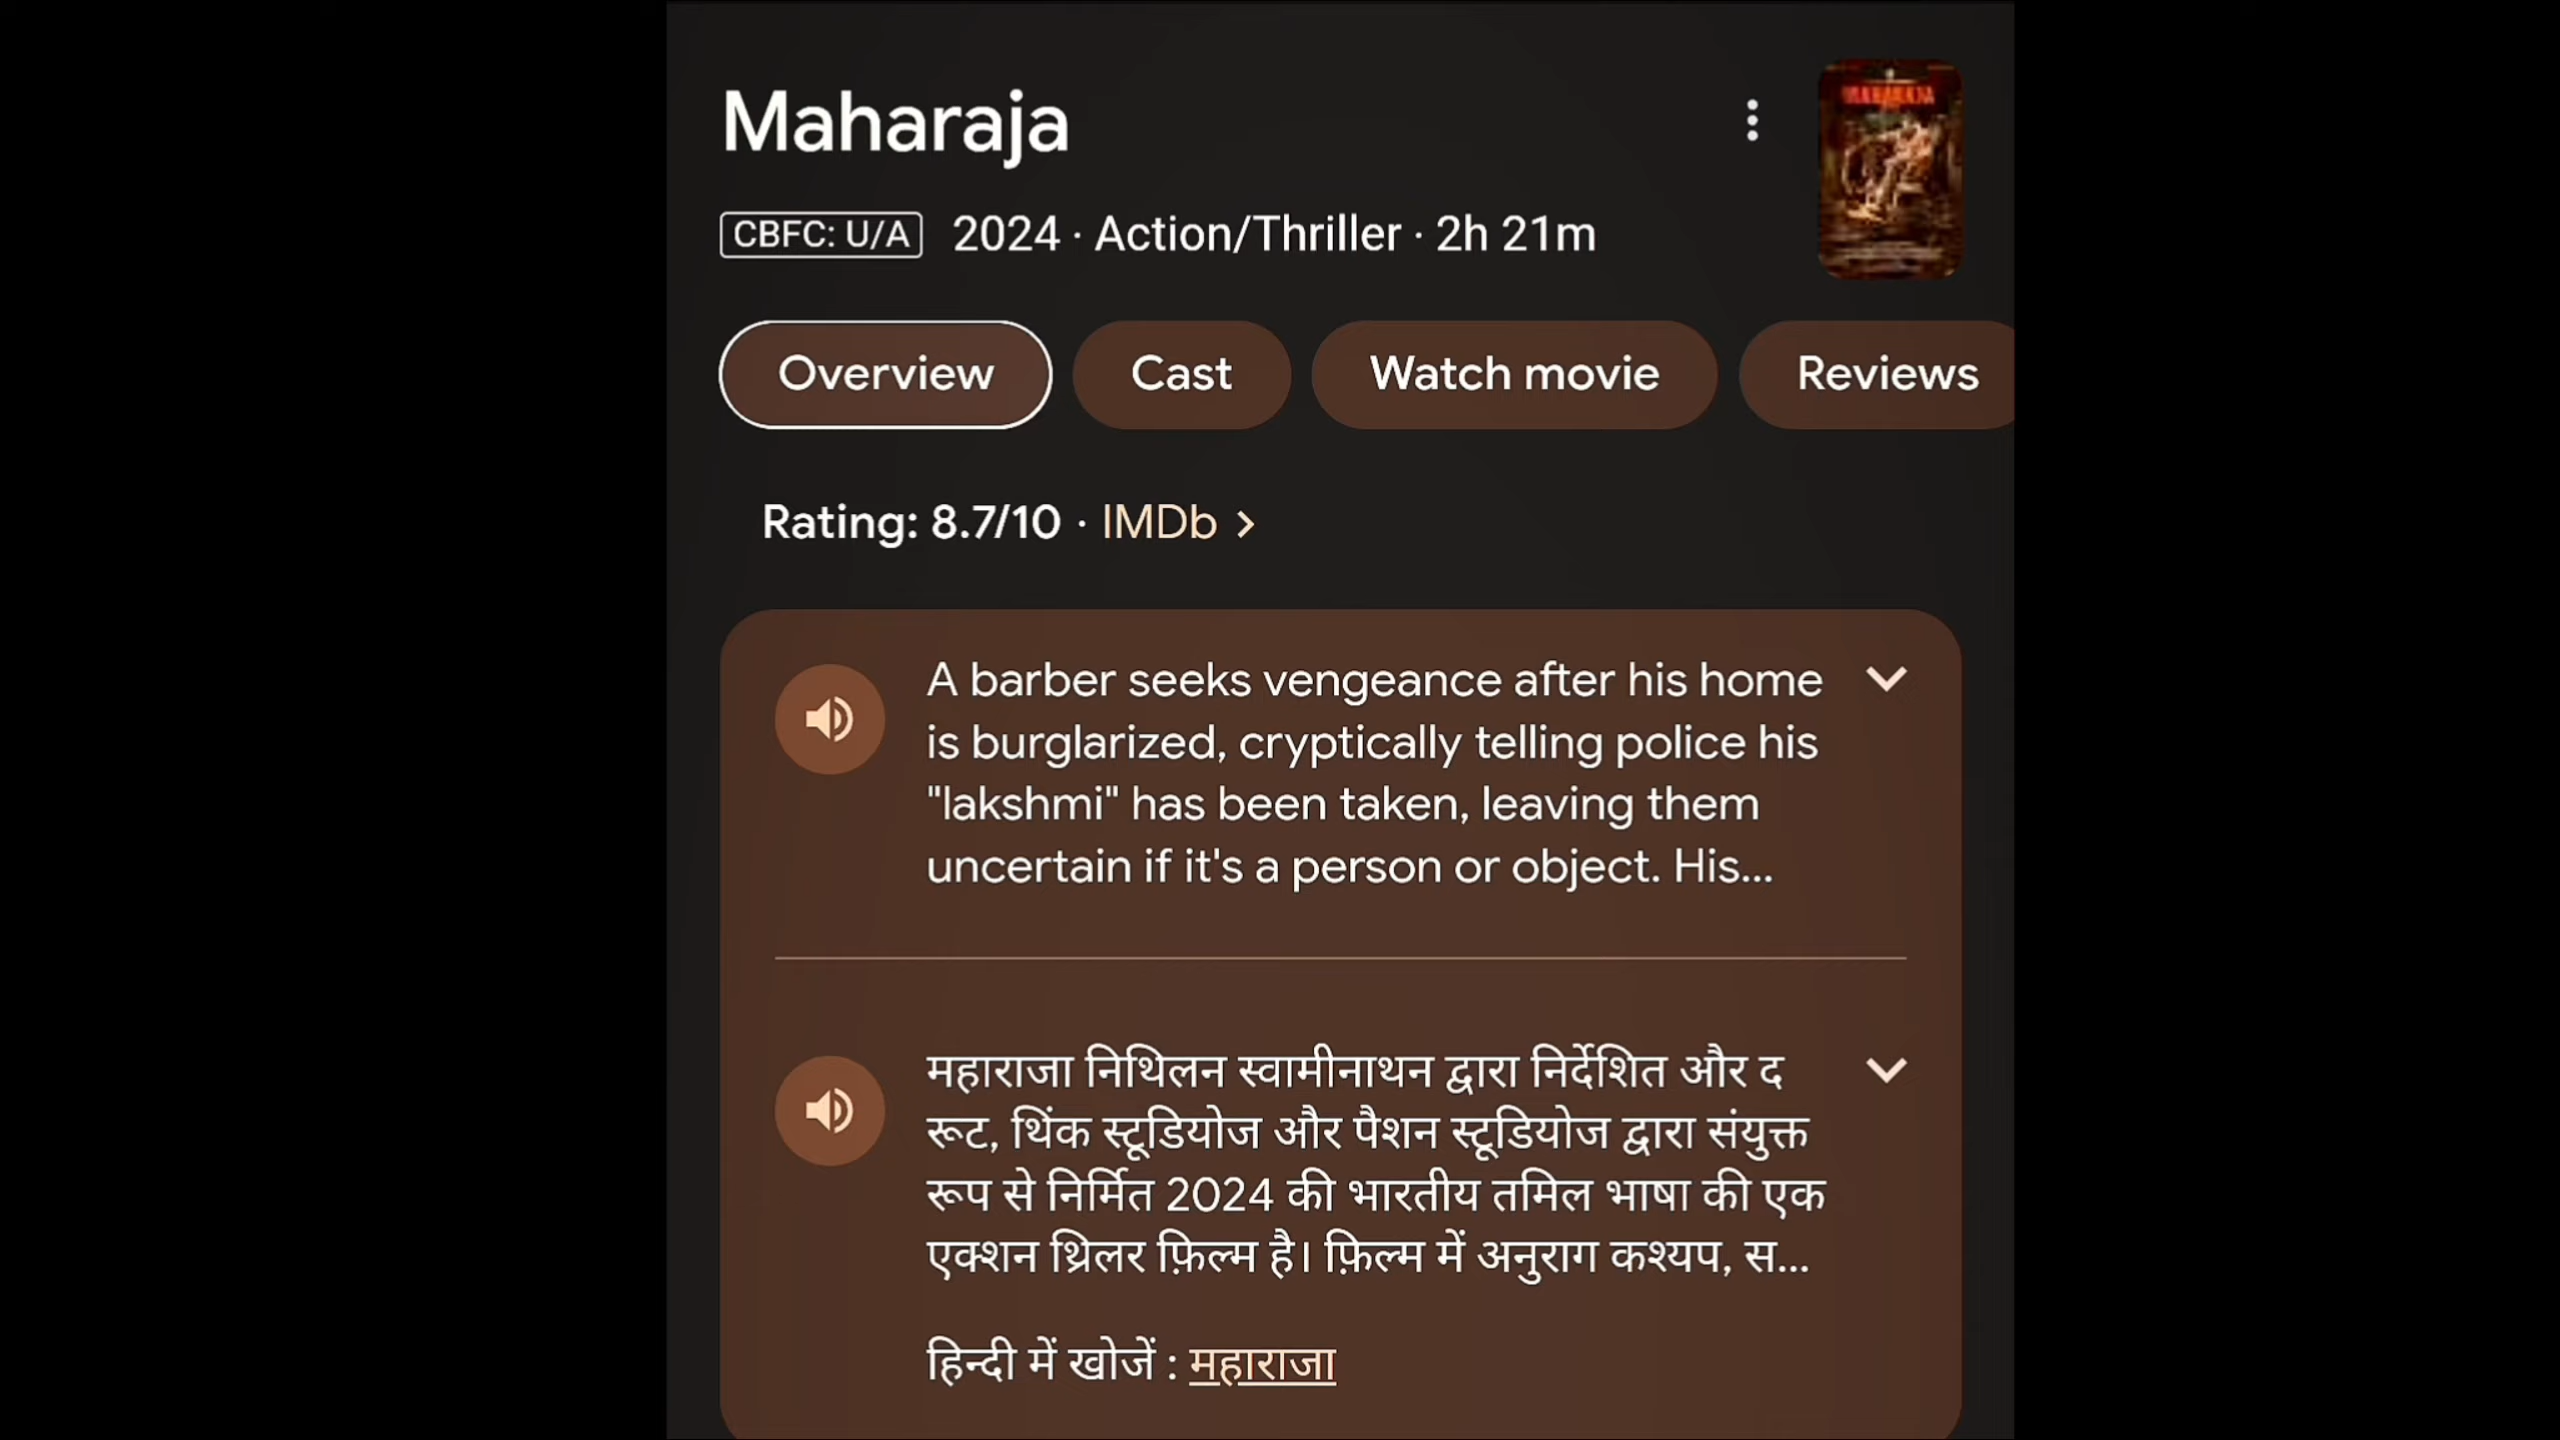 Maharaja
MAHARAJA
CBFC: U/A 2024 · Action/Thriller · 2h 21m
Overview Cast Watch movie Reviews
Rating: 8.7/10 · IMDb >
A barber seeks vengeance after his home
is burglarized, cryptically telling police his
"lakshmi" has been taken, leaving them
uncertain if it's a person or object. His...
महाराजा निथिलन स्वामीनाथन द्वारा निर्देशित और द
रूट, थिंक स्टूडियोज और पैशन स्टूडियोज द्वारा संयुक्त
रूप से निर्मित 2024 की भारतीय तमिल भाषा की एक
एक्शन थ्रिलर फ़िल्म है। फ़िल्म में अनुराग कश्यप, स...
हिन्दी में खोजें : महाराजा